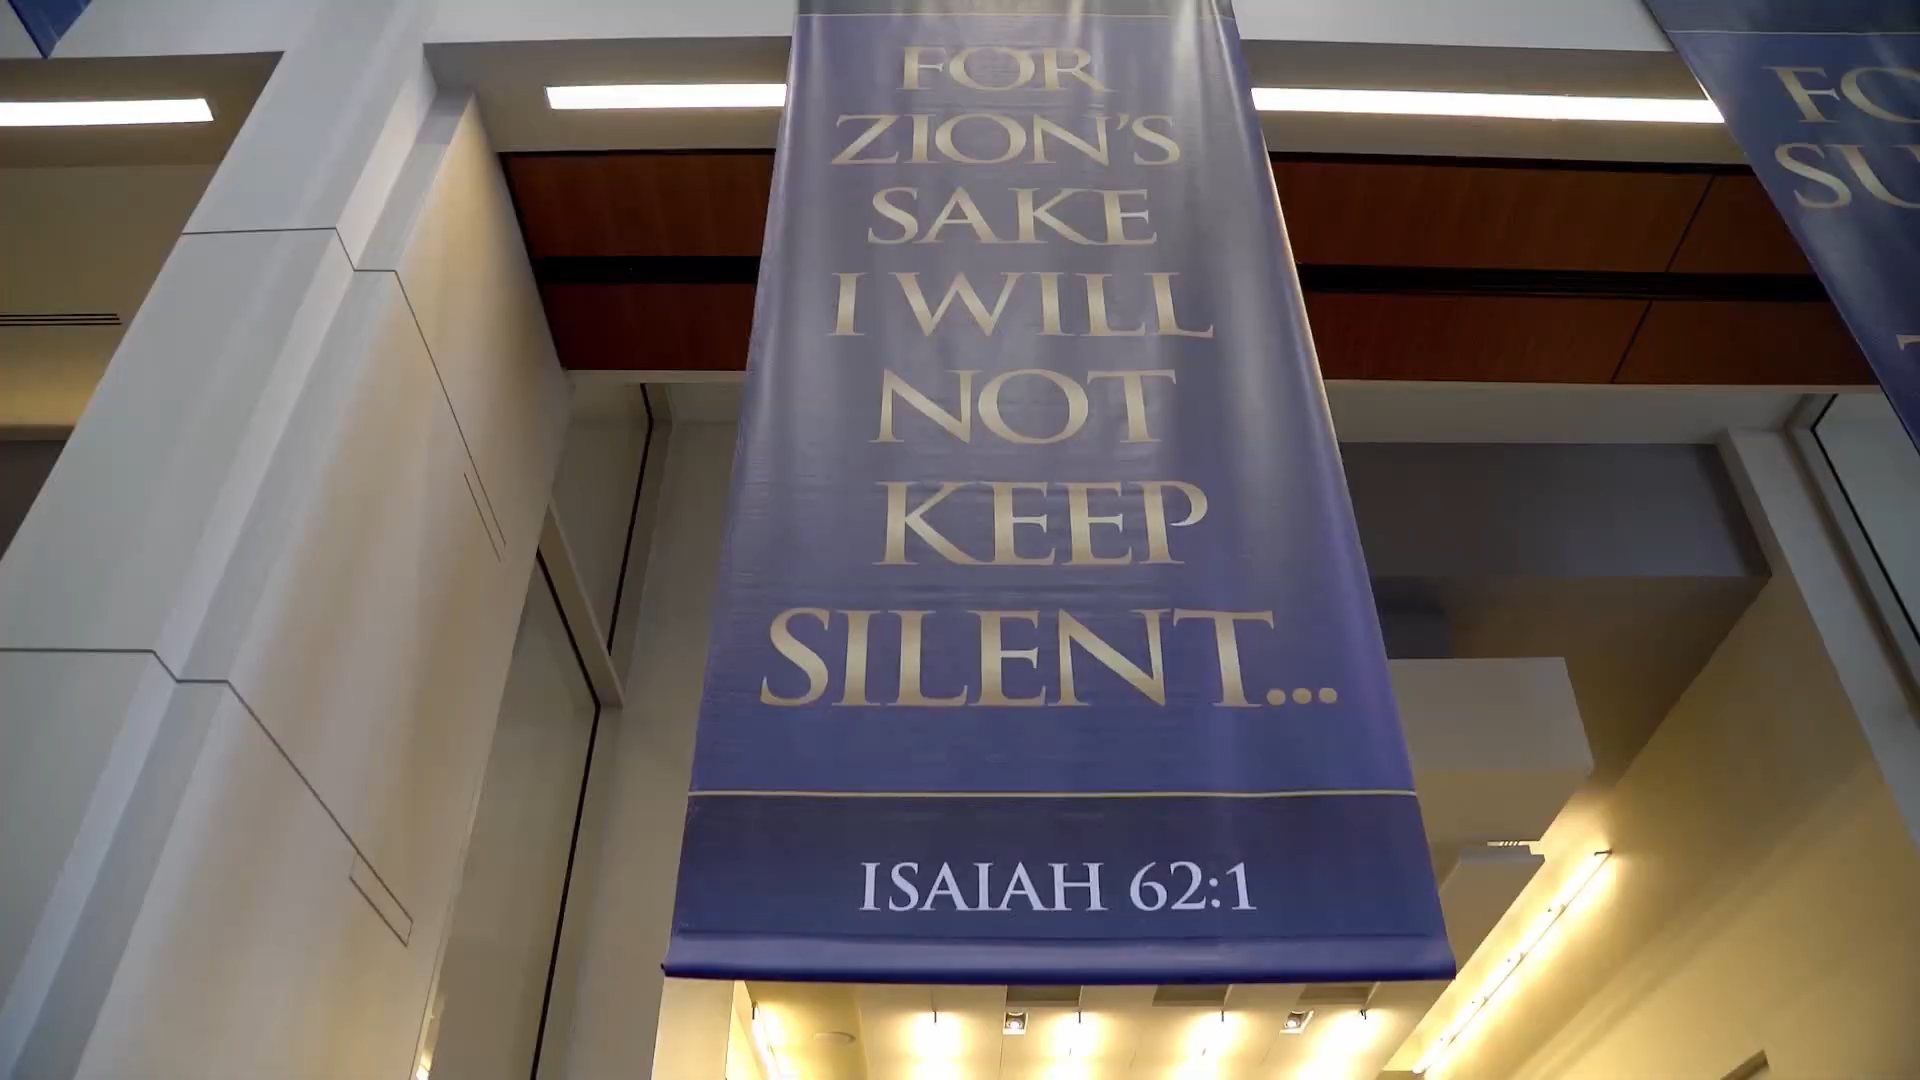 FOR
ZION'S
SAKE
I WILL
NOT
KEEP
SILENT...
ISAIAH 62:1